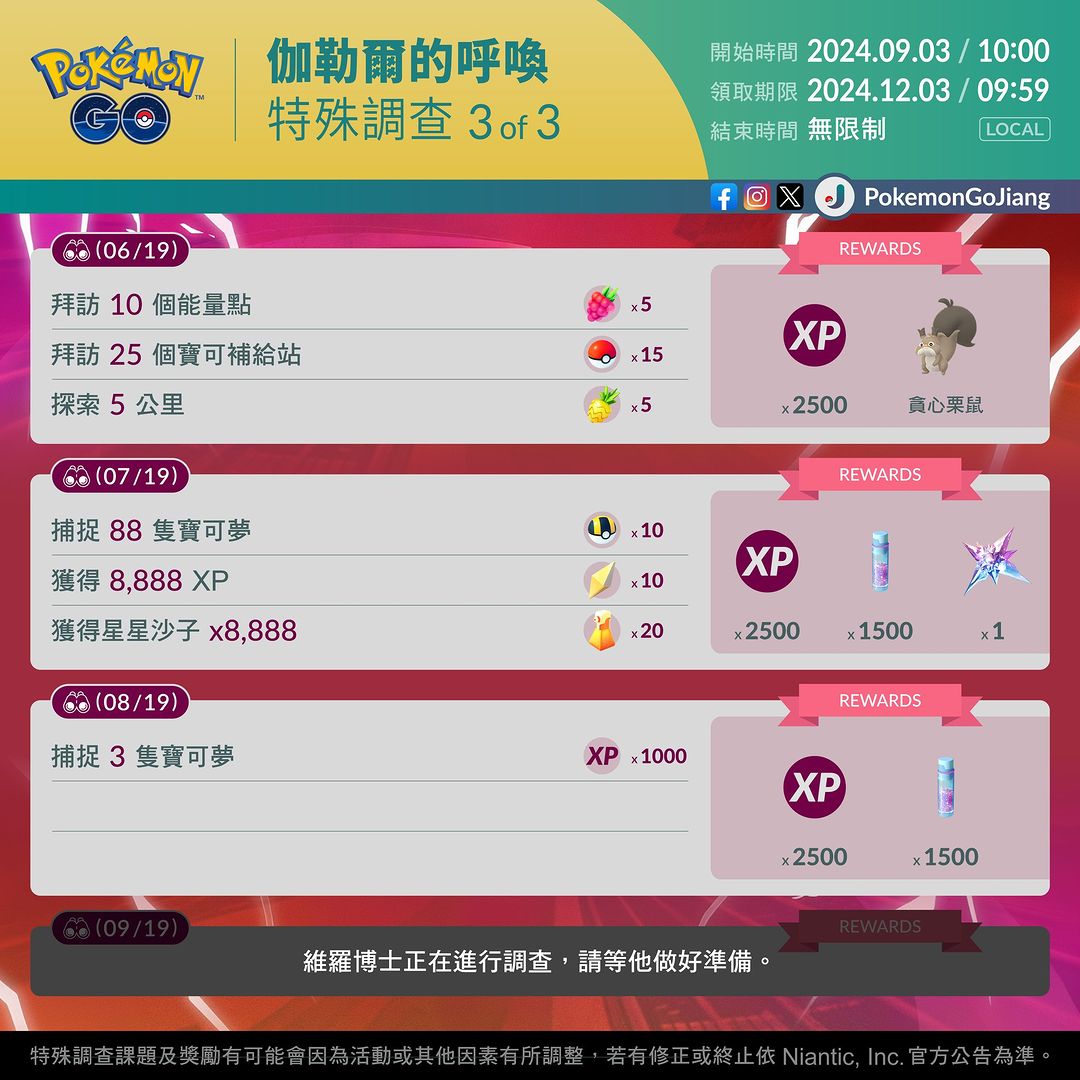 POKÉMON
GO
TM
伽勒爾的呼喚
特殊調查 3 of 3
開始時間 2024.09.03 / 10:00
領取期限 2024.12.03 / 09:59
結束時間 無限制
LOCAL
PokemonGoJiang
(06/19)
REWARDS
拜訪 10 個能量點 x5
拜訪 25 個寶可補給站 x15
探索 5 公里 x5
XP
x2500 貪心栗鼠
(07/19)
REWARDS
捕捉 88 隻寶可夢 x10
獲得 8,888 XP x10
獲得星星沙子 x8,888 x20
XP
x2500 x1500 x1
(08/19)
REWARDS
捕捉 3 隻寶可夢 XP x1000
XP
x2500 x1500
(09/19)
REWARDS
維羅博士正在進行調查，請等他做好準備。
特殊調查課題及獎勵有可能會因為活動或其他因素有所調整，若有修正或終止依 Niantic, Inc. 官方公告為準。